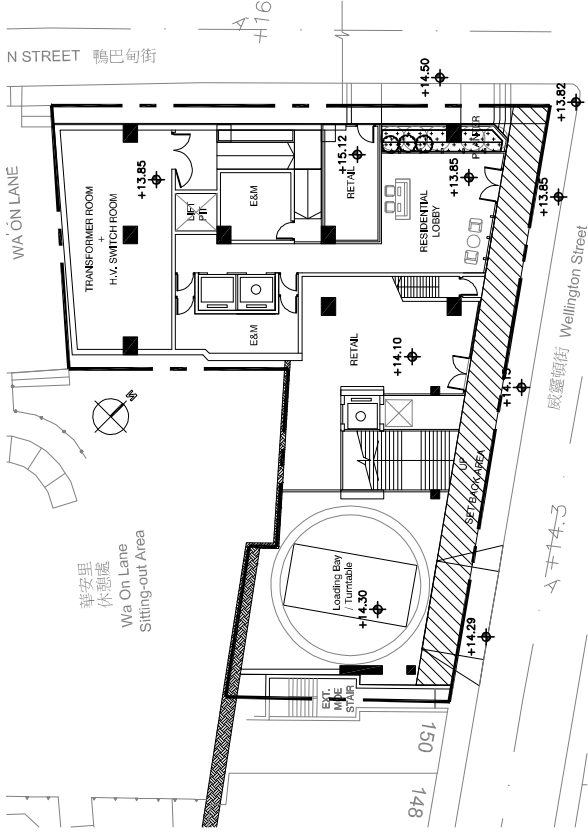 A
+16
N STREET 鴨巴甸街
+14.50
+13.82
WA ON LANE
+13.85
TRANSFORMER ROOM
+
H.V. SWITCH ROOM
LIFT
PIT
E&M
+15.12
RETAIL
PLANTER
+13.85
RESIDENTIAL
LOBBY
+13.85
威靈頓街 Wellington Street
E&M
RETAIL
+14.10
+14.15
UP
SET BACK AREA
A +14.3
華安里
休憩處
Wa On Lane
Sitting-out Area
Loading Bay
/ Turntable
+14.30
+14.29
EXT.
MOE
STAIR
150
148
N